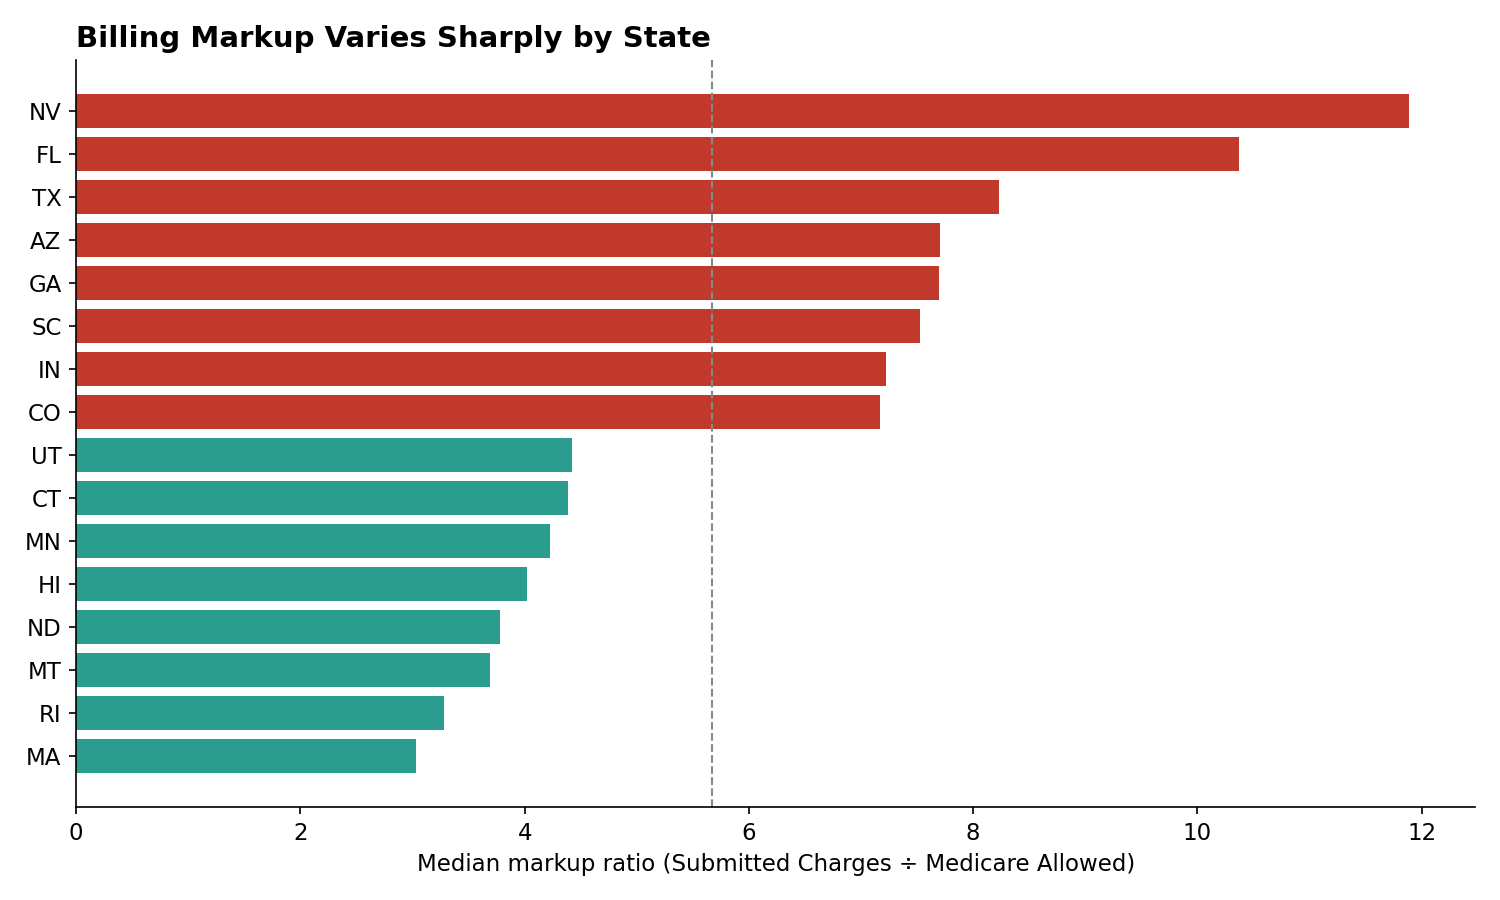 Billing Markup Varies Sharply by State
NV
FL
TX
AZ
GA
SC
IN
CO
UT
CT
MN
HI
ND
MT
RI
MA
0 2 4 6 8 10 12
Median markup ratio (Submitted Charges ÷ Medicare Allowed)